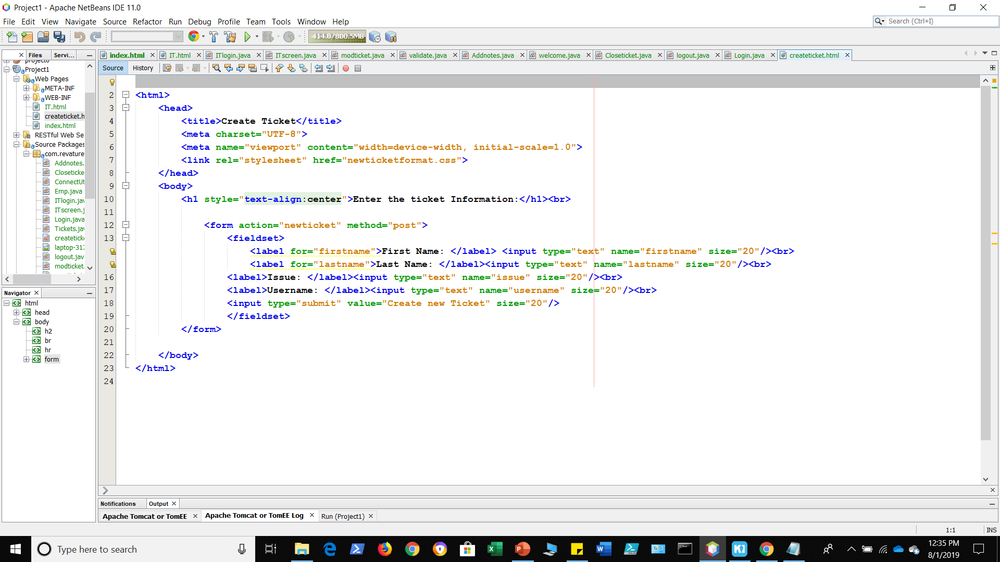 Project1 - Apache NetBeans IDE 11.0
File Edit View Navigate Source Refactor Run Debug Profile Team Tools Window Help
Search (Ctrl+I)
414.0/800.5MB
Files Servi...
index.html IT.html ITlogin.java ITscreen.java modticket.java validate.java Addnotes.java welcome.java Closeticket.java logout.java Login.java createticket.html
Source History
Project1
Web Pages
META-INF
WEB-INF
IT.html
createticket.h
index.html
RESTful Web Se
Source Packages
com.revature
Addnotes.
Closeticke
ConnectUt
Emp.java
ITlogin.jav
ITscreen.j
Login.java
Tickets.jav
createtick
laptop-317
logout.jav
modticket.
Navigator
html
head
body
h2
br
hr
form
2 <html>
3 <head>
4 <title>Create Ticket</title>
5 <meta charset="UTF-8">
6 <meta name="viewport" content="width=device-width, initial-scale=1.0">
7 <link rel="stylesheet" href="newticketformat.css">
8 </head>
9 <body>
10 <h1 style="text-align:center">Enter the ticket Information:</h1><br>
11
12 <form action="newticket" method="post">
13 <fieldset>
<label for="firstname">First Name: </label> <input type="text" name="firstname" size="20"/><br>
<label for="lastname">Last Name: </label><input type="text" name="lastname" size="20"/><br>
16 <label>Issue: </label><input type="text" name="issue" size="20"/><br>
17 <label>Username: </label><input type="text" name="username" size="20"/><br>
18 <input type="submit" value="Create new Ticket" size="20"/>
19 </fieldset>
20 </form>
21
22 </body>
23 </html>
24
Notifications Output
Apache Tomcat or TomEE Apache Tomcat or TomEE Log Run (Project1)
1:1 INS
Type here to search
12:35 PM
8/1/2019